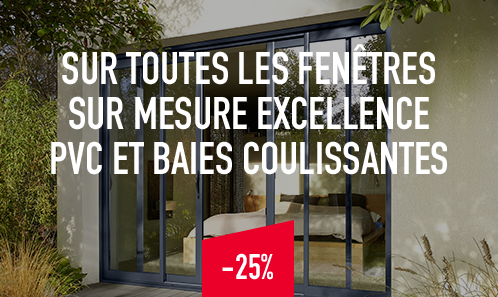 SUR TOUTES LES FENÊTRES
SUR MESURE EXCELLENCE
PVC ET BAIES COULISSANTES
-25%